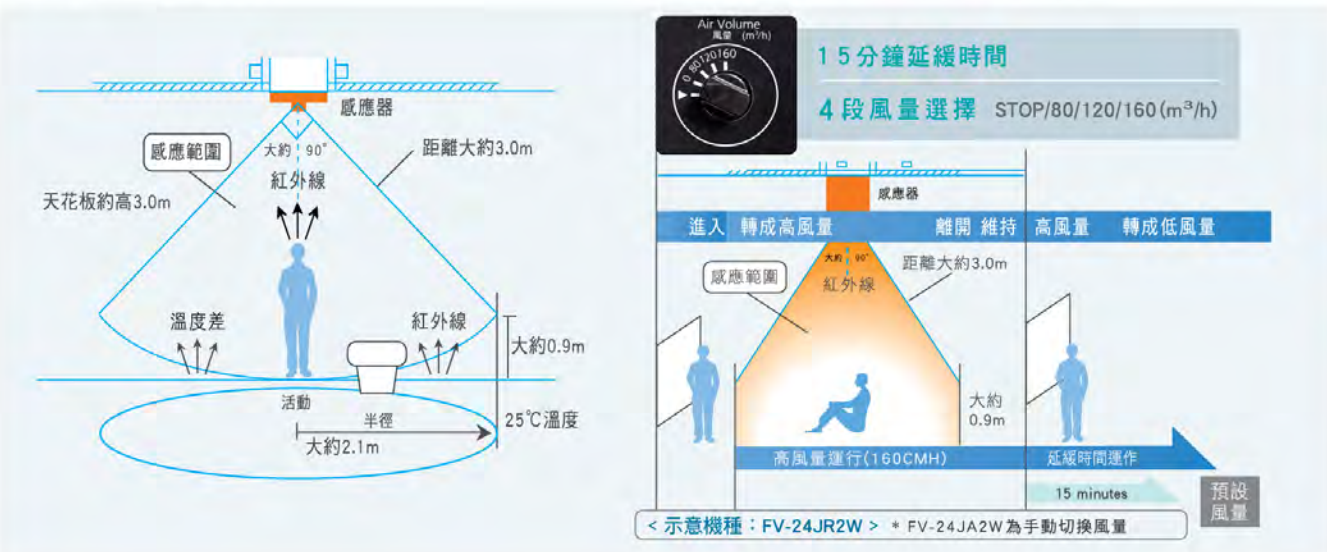 感應器
感應範圍
大約 90°
紅外線
距離大約3.0m
天花板約高3.0m
溫度差
紅外線
大約0.9m
活動
半徑
大約2.1m
25℃溫度
Air Volume
風量 (m³/h)
0 80 120 160
15分鐘延緩時間
4段風量選擇 STOP/80/120/160(m³/h)
感應器
進入 轉成高風量 離開 維持 高風量 轉成低風量
大約 90°
紅外線
感應範圍
距離大約3.0m
大約
0.9m
高風量運行(160CMH)
延緩時間運作
15 minutes
預設
風量
< 示意機種：FV-24JR2W > * FV-24JA2W為手動切換風量